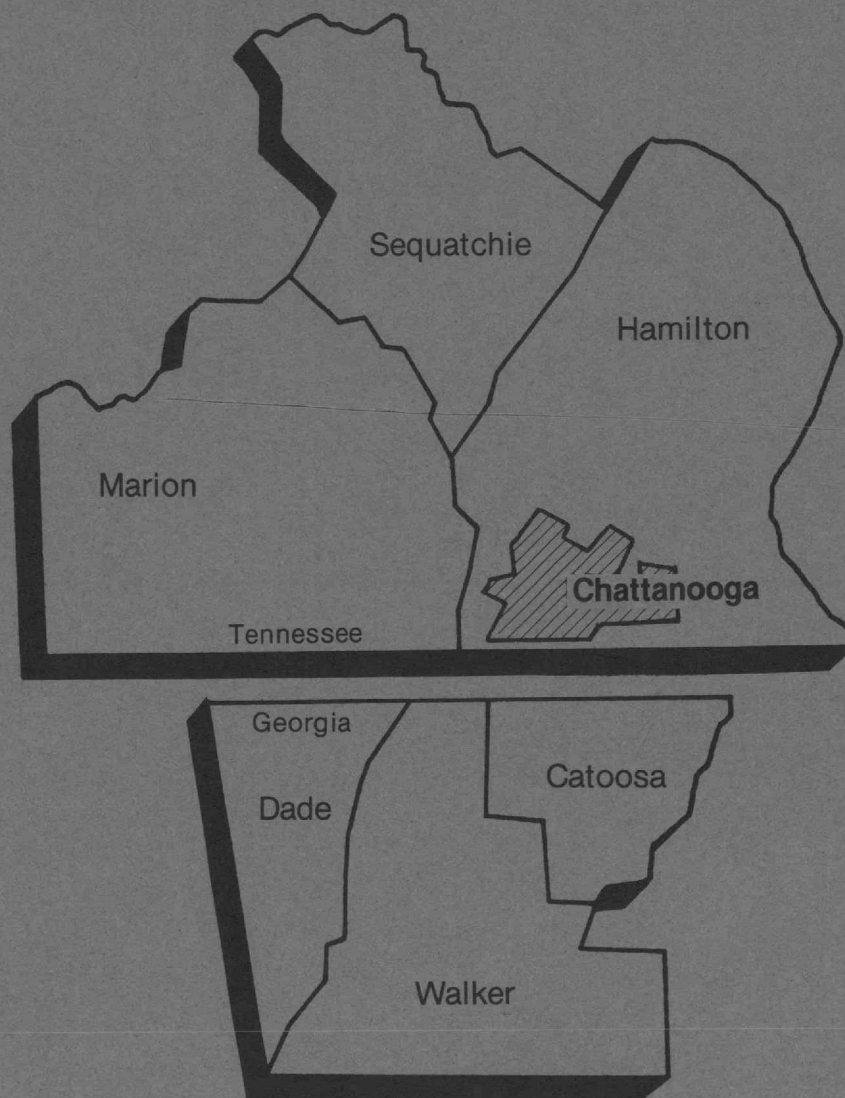 Sequatchie
Hamilton
Marion
Chattanooga
Tennessee
Georgia
Catoosa
Dade
Walker